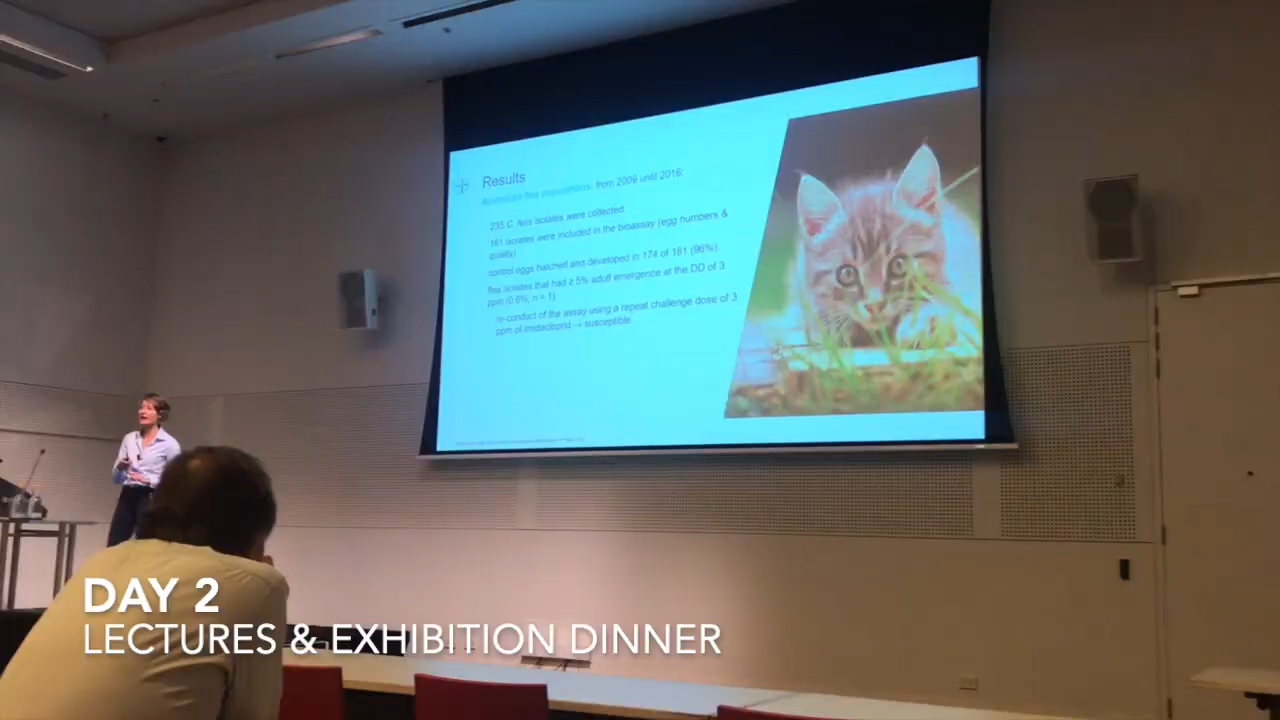 Results
Australian flea populations, from 2009 until 2016:
235 C. felis isolates were collected
181 isolates were included in the bioassay (egg numbers &
quality)
control eggs hatched and developed in 174 of 181 (96%)
flea isolates that had ≥ 5% adult emergence at the DD of 3
ppm (0.6%, n = 1)
re-conduct of the assay using a repeat challenge dose of 3
ppm of imidacloprid → susceptible.
DAY 2
LECTURES & EXHIBITION DINNER